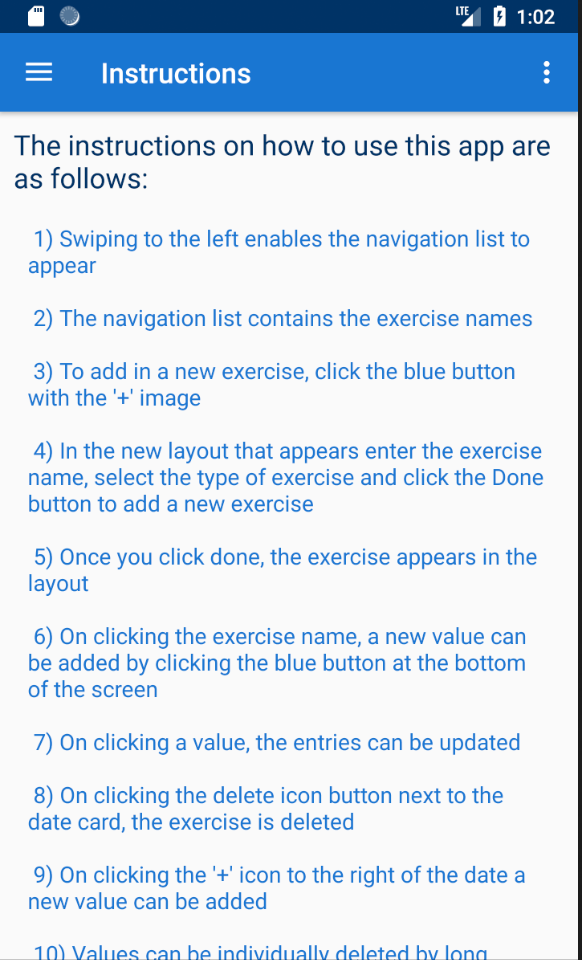 LTE 1:02
Instructions
The instructions on how to use this app are
as follows:
1) Swiping to the left enables the navigation list to
appear
2) The navigation list contains the exercise names
3) To add in a new exercise, click the blue button
with the '+' image
4) In the new layout that appears enter the exercise
name, select the type of exercise and click the Done
button to add a new exercise
5) Once you click done, the exercise appears in the
layout
6) On clicking the exercise name, a new value can
be added by clicking the blue button at the bottom
of the screen
7) On clicking a value, the entries can be updated
8) On clicking the delete icon button next to the
date card, the exercise is deleted
9) On clicking the '+' icon to the right of the date a
new value can be added
10) Values can be individually deleted by long